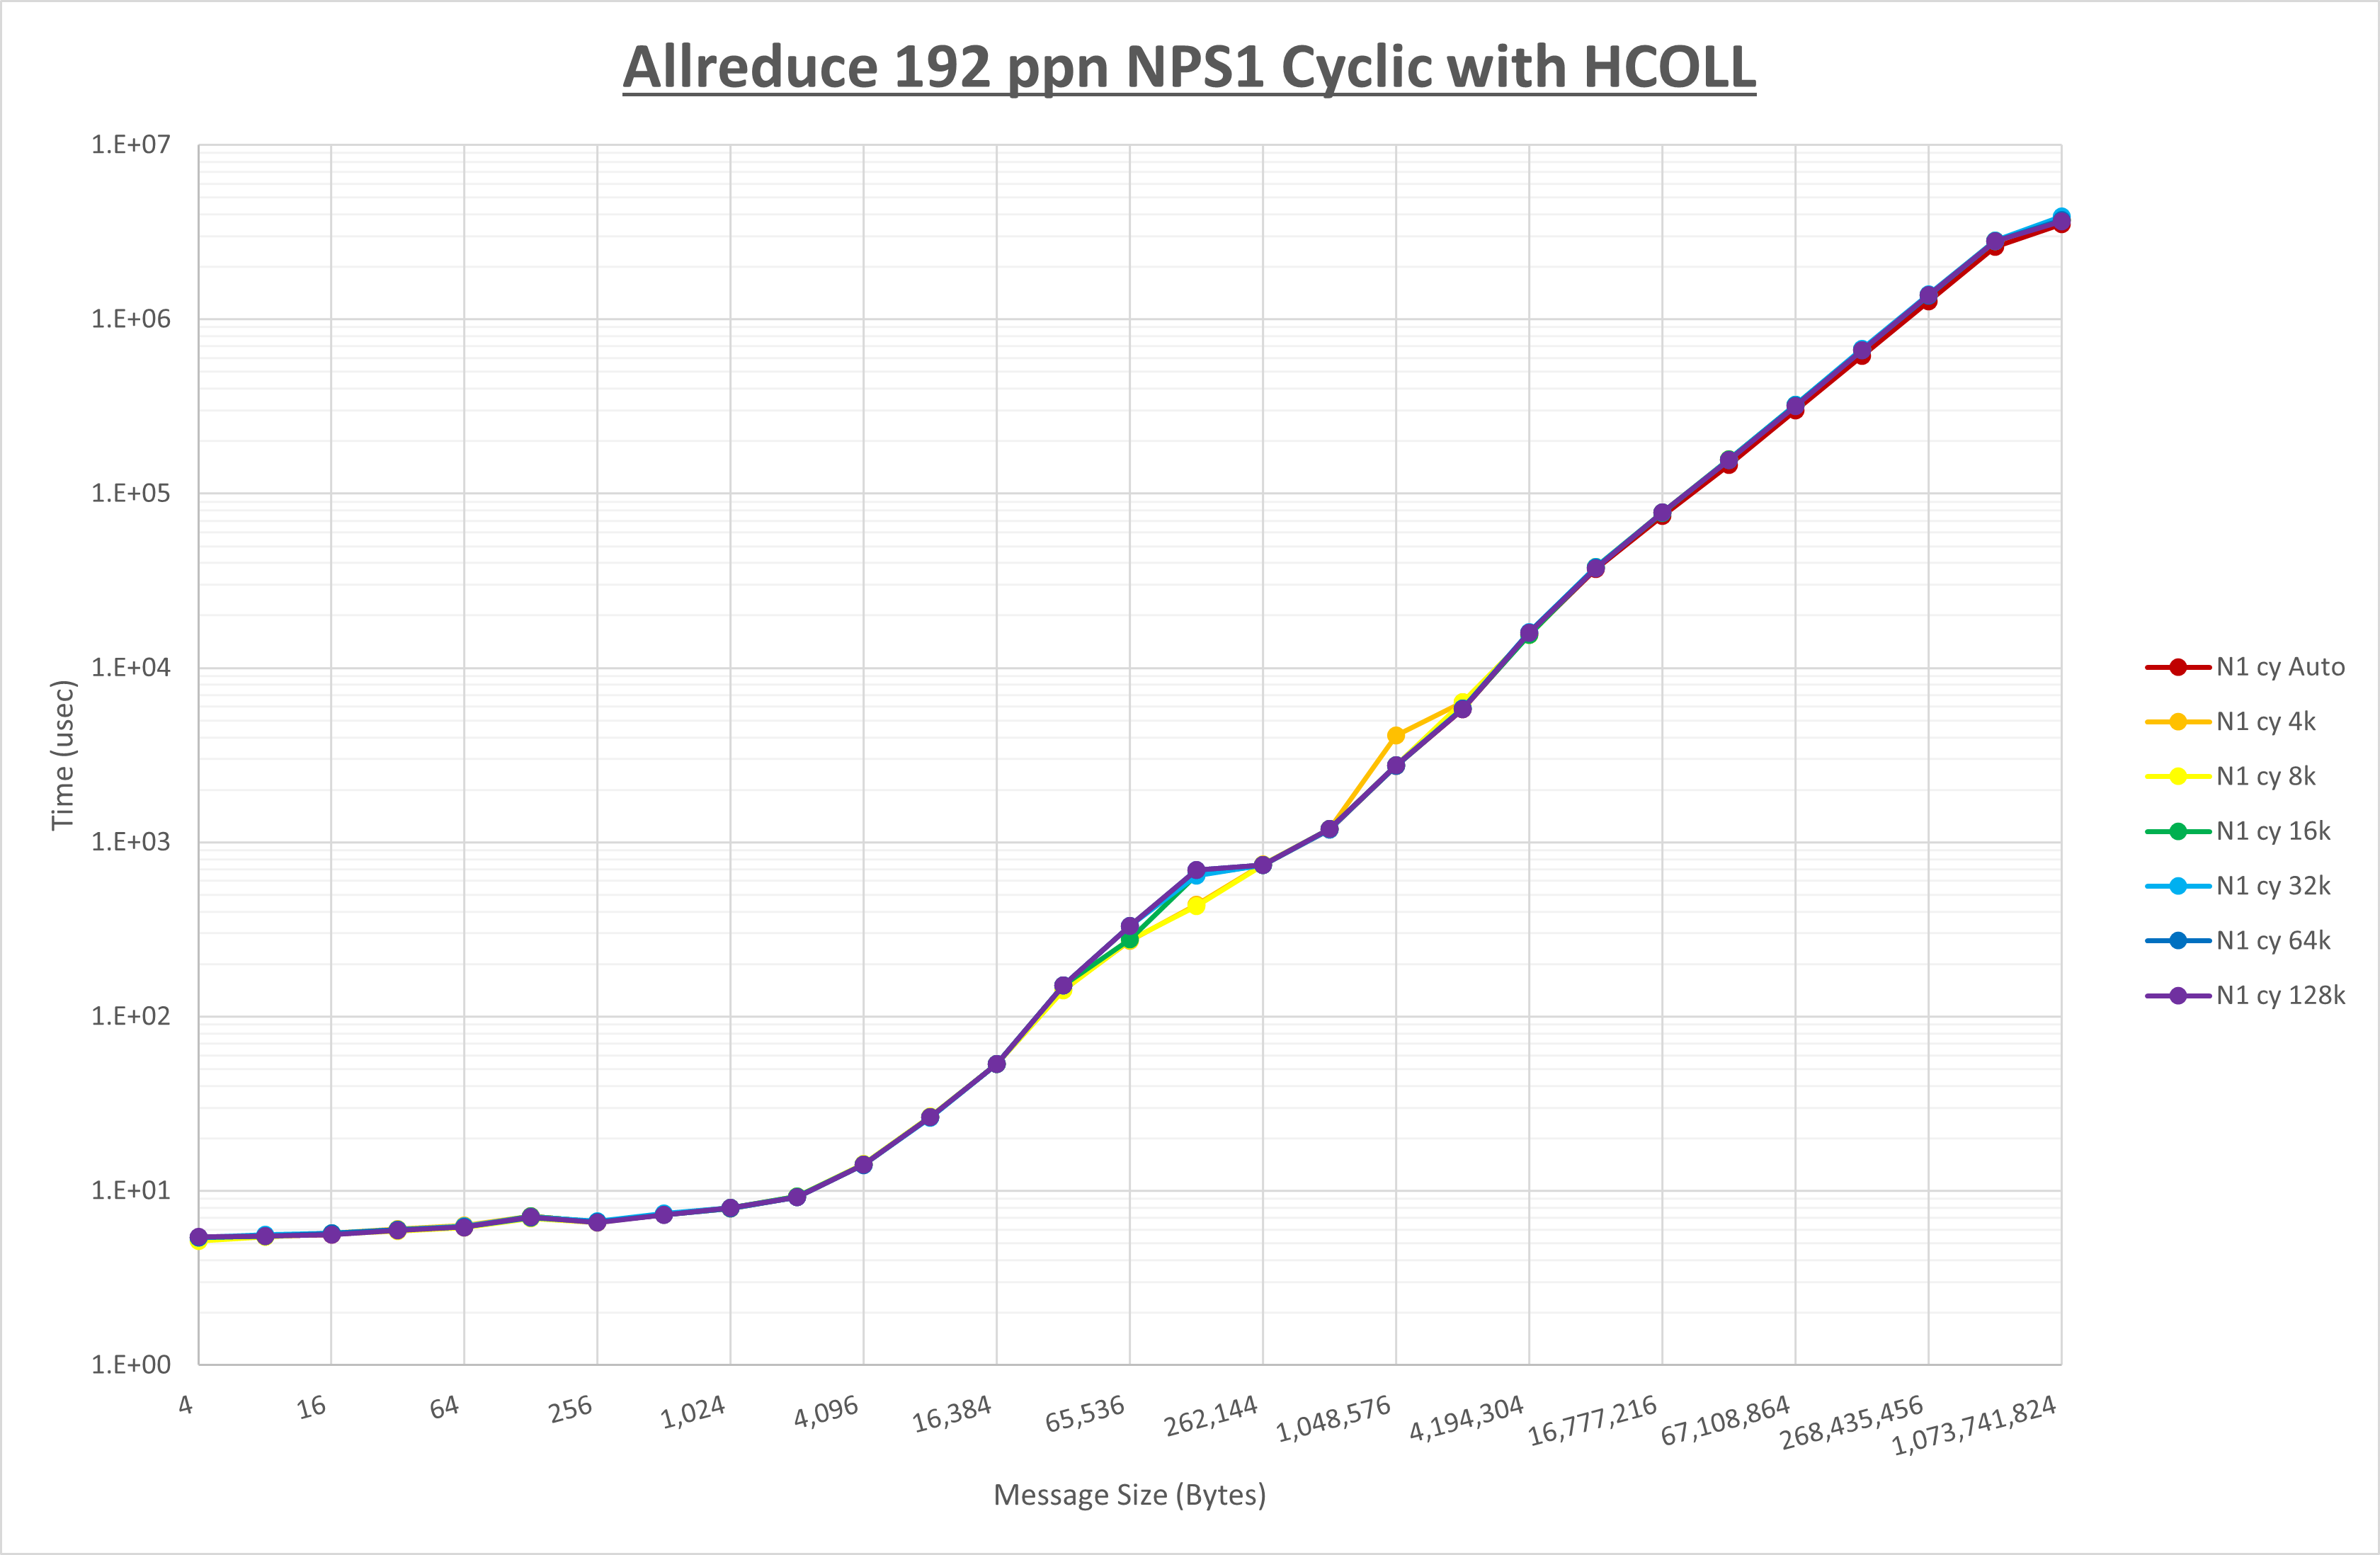 Allreduce 192 ppn NPS1 Cyclic with HCOLL
1.E+07
1.E+06
1.E+05
1.E+04
1.E+03
1.E+02
1.E+01
1.E+00
Time (usec)
4
16
64
256
1,024
4,096
16,384
65,536
262,144
1,048,576
4,194,304
16,777,216
67,108,864
268,435,456
1,073,741,824
Message Size (Bytes)
N1 cy Auto
N1 cy 4k
N1 cy 8k
N1 cy 16k
N1 cy 32k
N1 cy 64k
N1 cy 128k